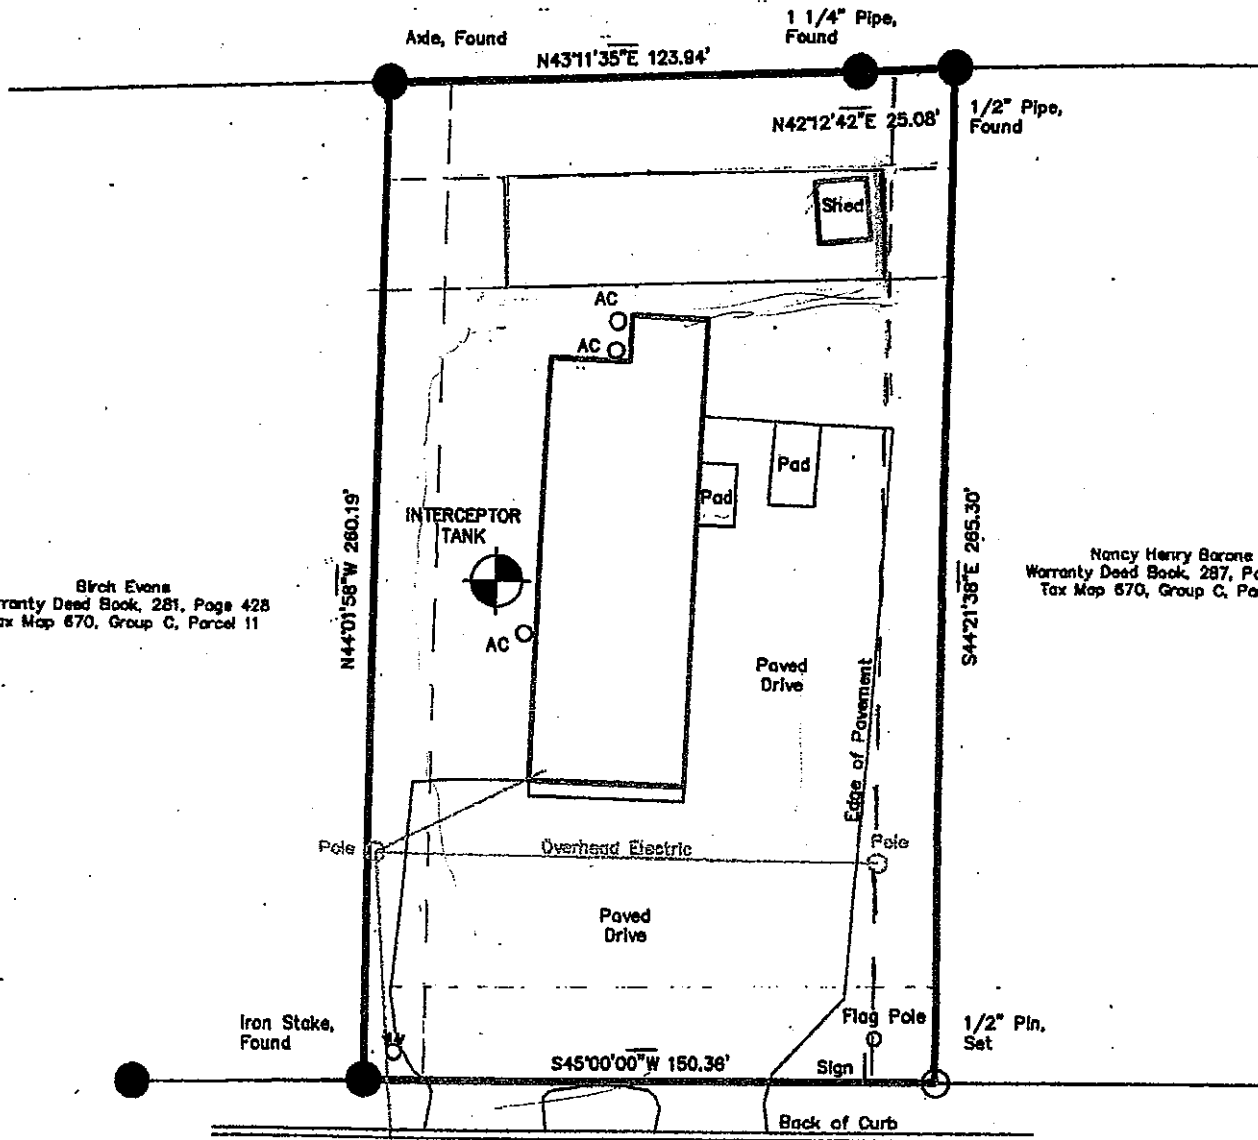 Axle, Found
1 1/4" Pipe,
Found
N43°11'35"E 123.94'
N42°12'42"E 25.08'
1/2" Pipe,
Found
Shed
AC
AC
Pad
Pad
INTERCEPTOR
TANK
AC
N44°01'58"W 260.19'
S44°21'38"E 265.30'
Birch Evans
rranty Deed Book, 281, Page 428
ax Map 670, Group C, Parcel 11
Nancy Henry Barone
Warranty Deed Book, 287, Pa
Tax Map 670, Group C, Pa
Paved
Drive
Edge of Pavement
Pole
Overhead Electric
Pole
Paved
Drive
Iron Stake,
Found
Flag Pole
1/2" Pin,
Set
S45°00'00"W 150.36'
Sign
Back of Curb